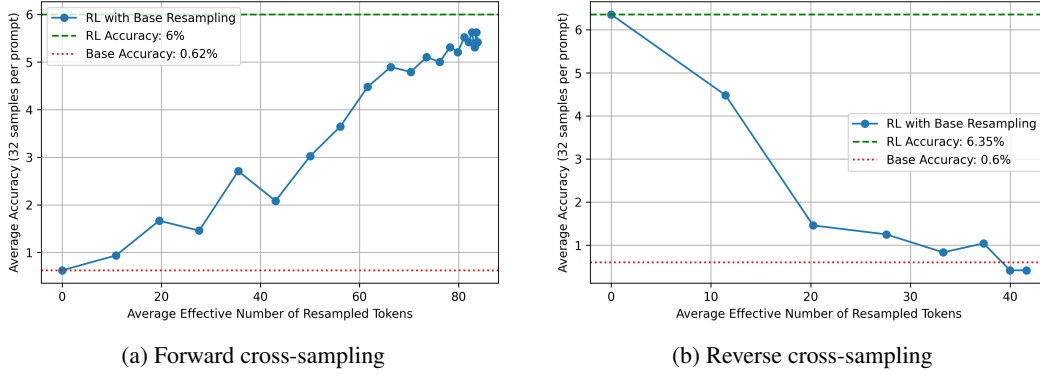 Average Accuracy (32 samples per prompt)
6
5
4
3
2
1
RL with Base Resampling
RL Accuracy: 6%
Base Accuracy: 0.62%
0
20
40
60
80
Average Effective Number of Resampled Tokens
(a) Forward cross-sampling
Average Accuracy (32 samples per prompt)
6
5
4
3
2
1
RL with Base Resampling
RL Accuracy: 6.35%
Base Accuracy: 0.6%
0
10
20
30
40
Average Effective Number of Resampled Tokens
(b) Reverse cross-sampling